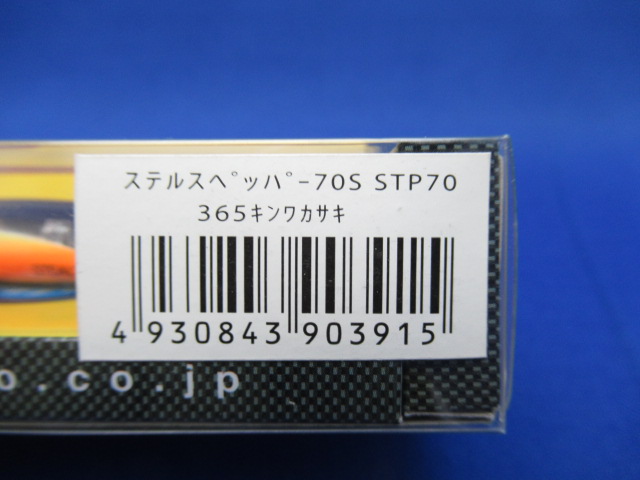 ｽﾃﾙｽﾍﾟｯﾊﾟｰ70S STP70
365ｷﾝﾜｶｻｷ
4 930843 903915
o.co.jp